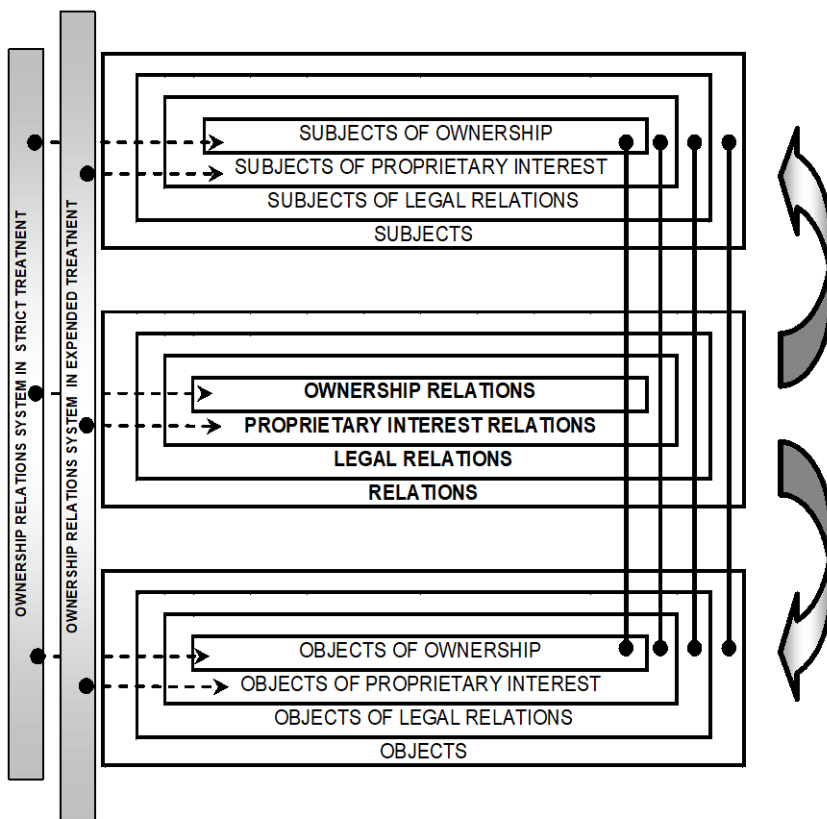 OWNERSHIP RELATIONS SYSTEM IN STRICT TREATNENT
OWNERSHIP RELATIONS SYSTEM IN EXPENDED TREATNENT
SUBJECTS OF OWNERSHIP
SUBJECTS OF PROPRIETARY INTEREST
SUBJECTS OF LEGAL RELATIONS
SUBJECTS
OWNERSHIP RELATIONS
PROPRIETARY INTEREST RELATIONS
LEGAL RELATIONS
RELATIONS
OBJECTS OF OWNERSHIP
OBJECTS OF PROPRIETARY INTEREST
OBJECTS OF LEGAL RELATIONS
OBJECTS